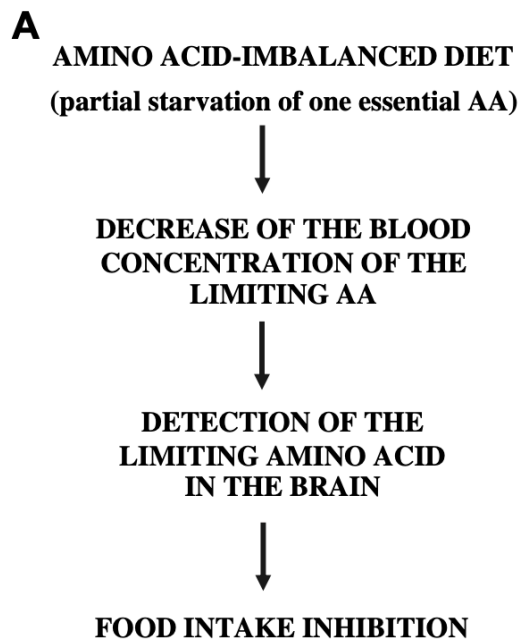 A
AMINO ACID-IMBALANCED DIET
(partial starvation of one essential AA)
DECREASE OF THE BLOOD
CONCENTRATION OF THE
LIMITING AA
DETECTION OF THE
LIMITING AMINO ACID
IN THE BRAIN
FOOD INTAKE INHIBITION